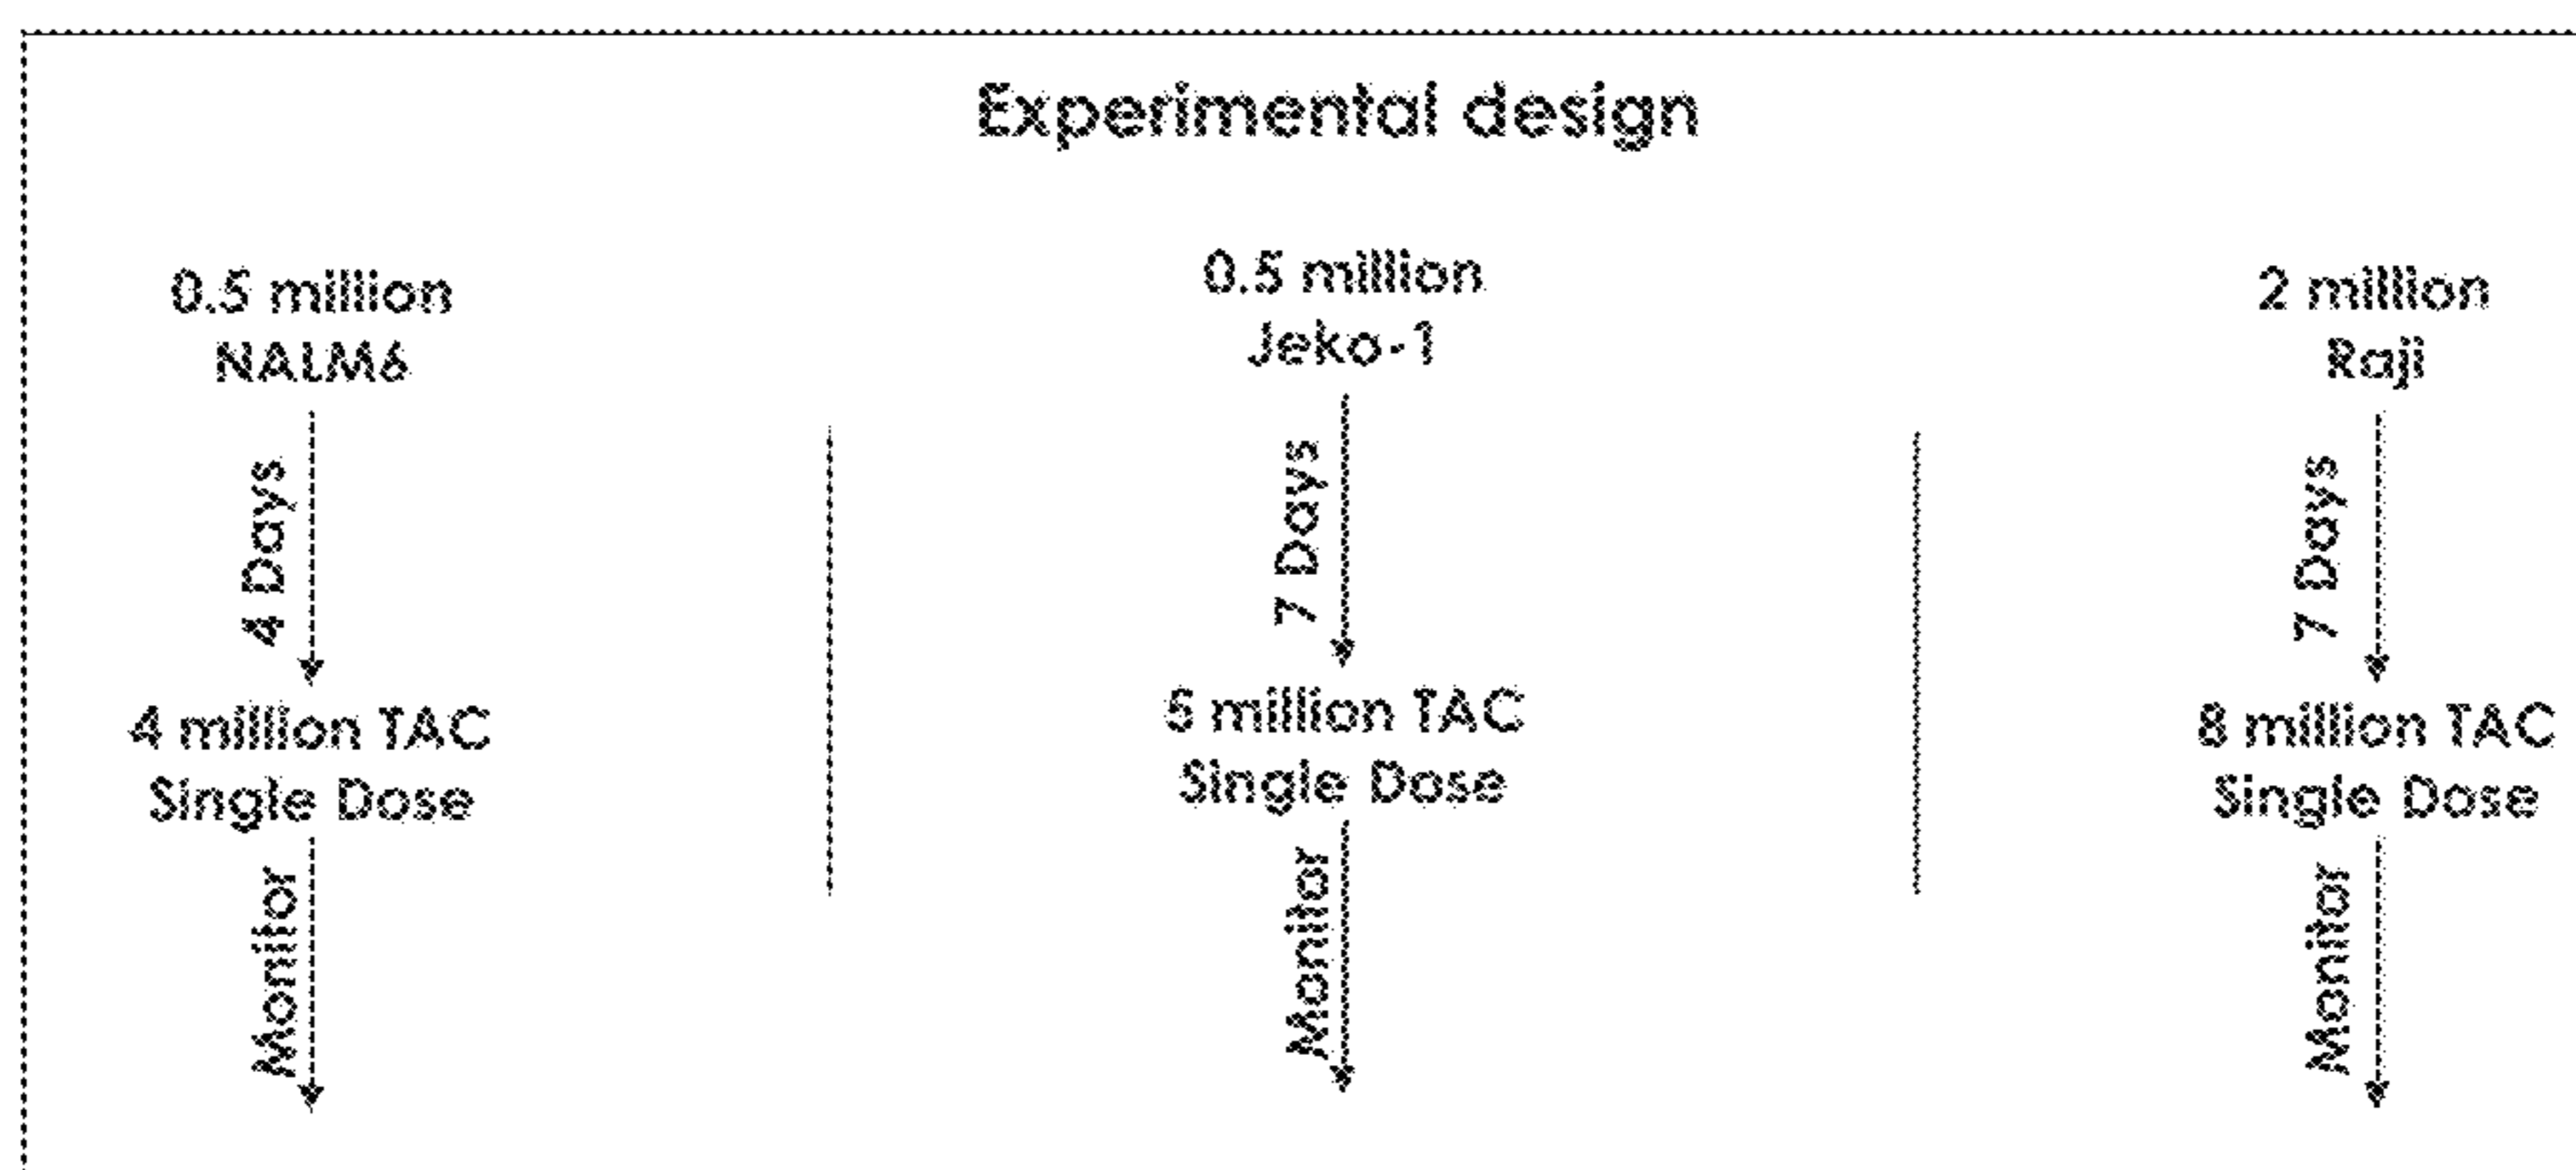 Experimental design
0.5 million
NALM6
4 Days
4 million TAC
Single Dose
Monitor
0.5 million
Jeko-1
7 Days
million TAC
Single Dose
Monitor
2 million
Raji
7 Days
8 million TAC
Single Dose
Monitor